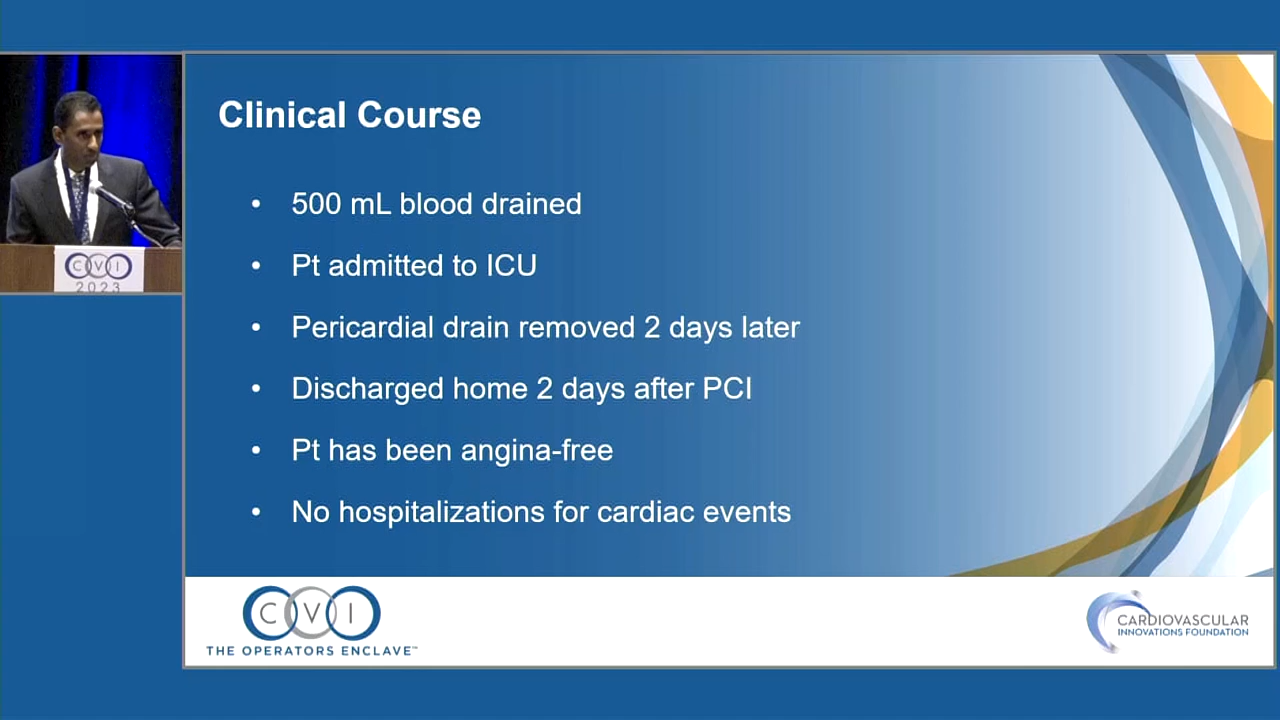 Clinical Course
• 500 mL blood drained
• Pt admitted to ICU
• Pericardial drain removed 2 days later
• Discharged home 2 days after PCI
• Pt has been angina-free
• No hospitalizations for cardiac events
CVI
2023
CVI
THE OPERATORS ENCLAVE™
CARDIOVASCULAR
INNOVATIONS FOUNDATION